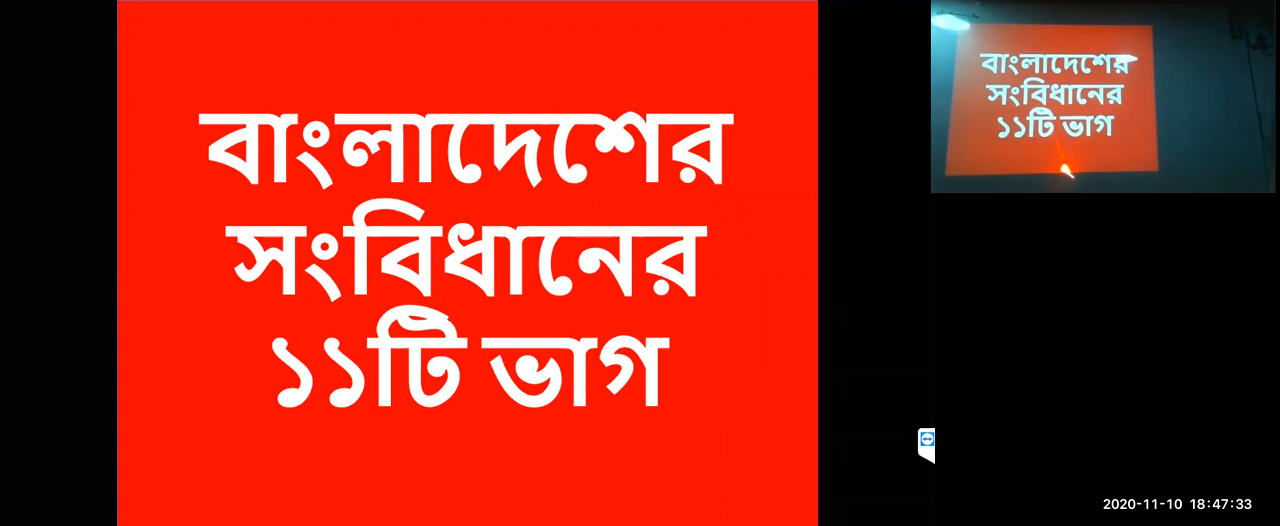 বাংলাদেশের
সংবিধানের
১১টি ভাগ
বাংলাদেশের
সংবিধানের
১১টি ভাগ
2020-11-10 18:47:33